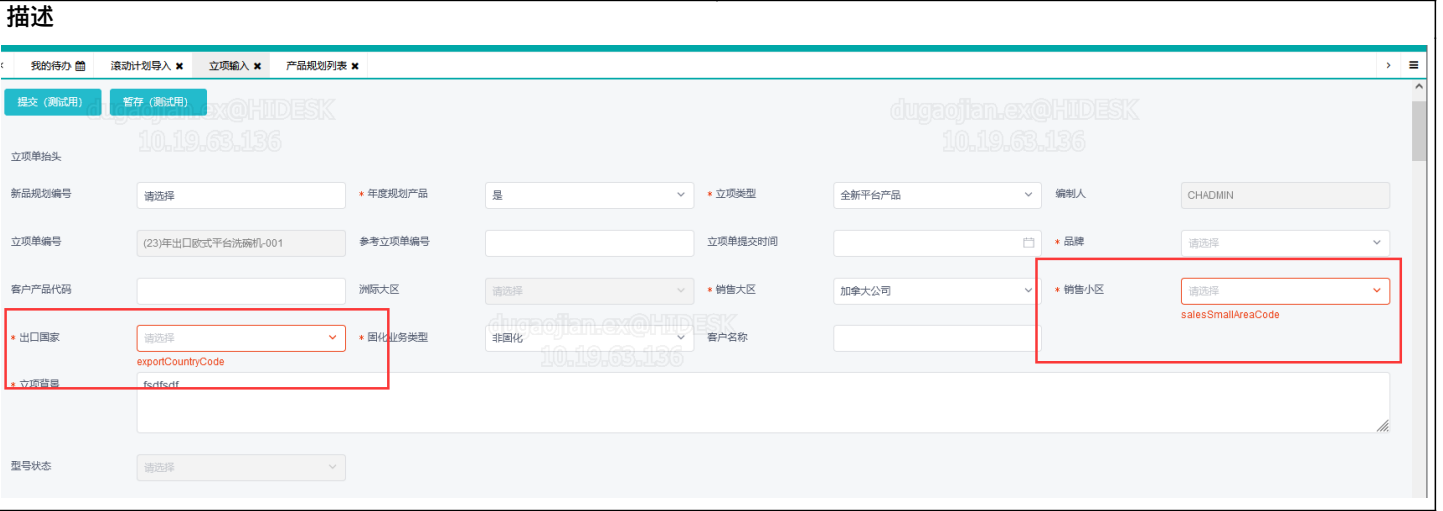 描述
我的待办 滚动计划导入 立项输入 产品规划列表
提交（测试用） 暂存（测试用）
dugaojian.ex@HIDESK dugaojian.ex@HIDESK
10.19.63.136 10.19.63.136
立项单抬头
新品规划编号 请选择 * 年度规划产品 是 * 立项类型 全新平台产品 编制人 CHADMIN
立项单编号 (23)年出口欧式平台洗碗机-001 参考立项单编号 立项单提交时间 * 品牌 请选择
客户产品代码 洲际大区 请选择 * 销售大区 加拿大公司 * 销售小区 请选择
salesSmallAreaCode
dugaojian.ex@HIDESK
* 出口国家 请选择 * 固化业务类型 非固化 客户名称
10.19.63.136
exportCountryCode
* 立项背景 fsdfsdf
型号状态 请选择